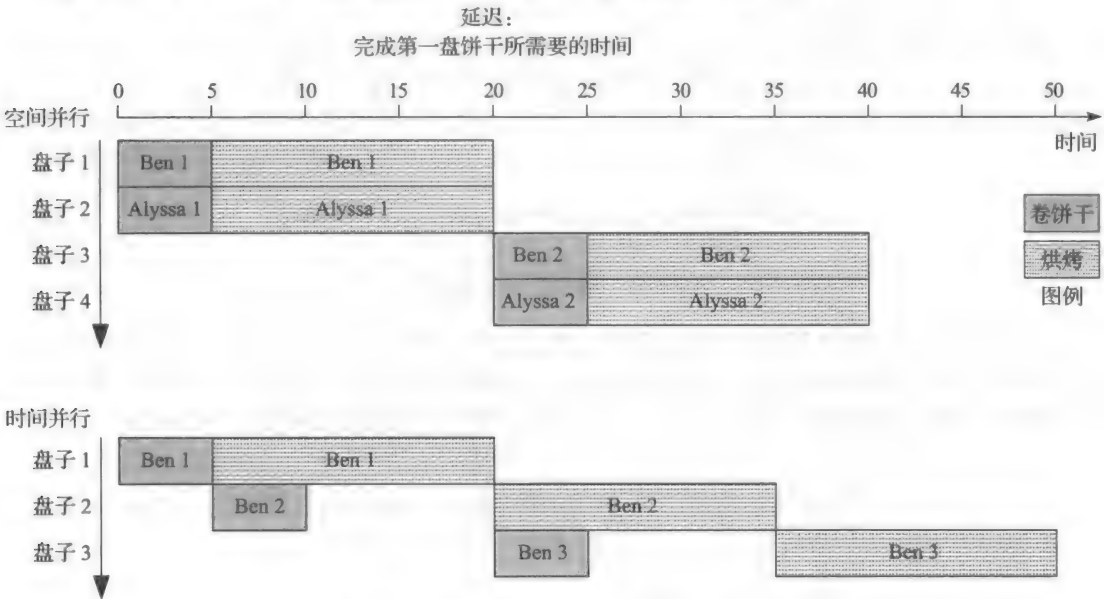 延迟：
完成第一盘饼干所需要的时间
0 5 10 15 20 25 30 35 40 45 50
空间并行
时间
盘子 1 Ben 1 Ben 1
盘子 2 Alyssa 1 Alyssa 1
卷饼干
盘子 3 Ben 2 Ben 2
烘烤
盘子 4 Alyssa 2 Alyssa 2
图例
时间并行
盘子 1 Ben 1 Ben 1
盘子 2 Ben 2 Ben 2
盘子 3 Ben 3 Ben 3